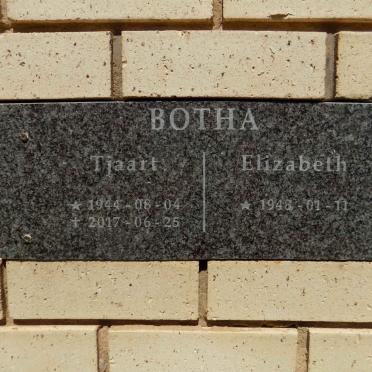 BOTHA
Tjaart
★ 1944 - 08 - 04
✝ 2017 - 06 - 25
Elizabeth
★ 1948 - 01 - 11